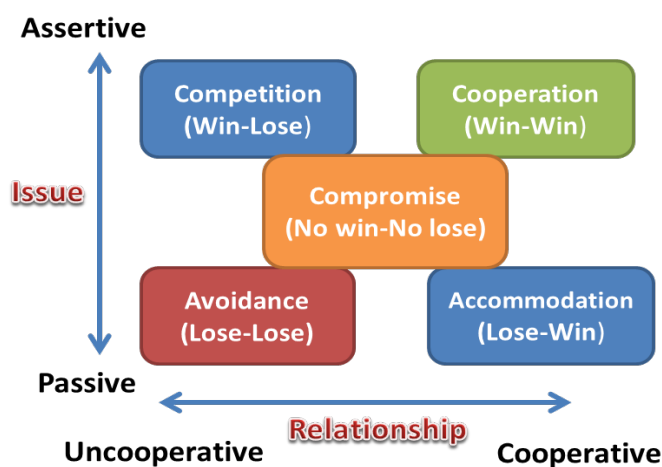 Assertive
Competition
(Win-Lose)
Cooperation
(Win-Win)
Issue
Compromise
(No win-No lose)
Avoidance
(Lose-Lose)
Accommodation
(Lose-Win)
Passive
Relationship
Uncooperative
Cooperative